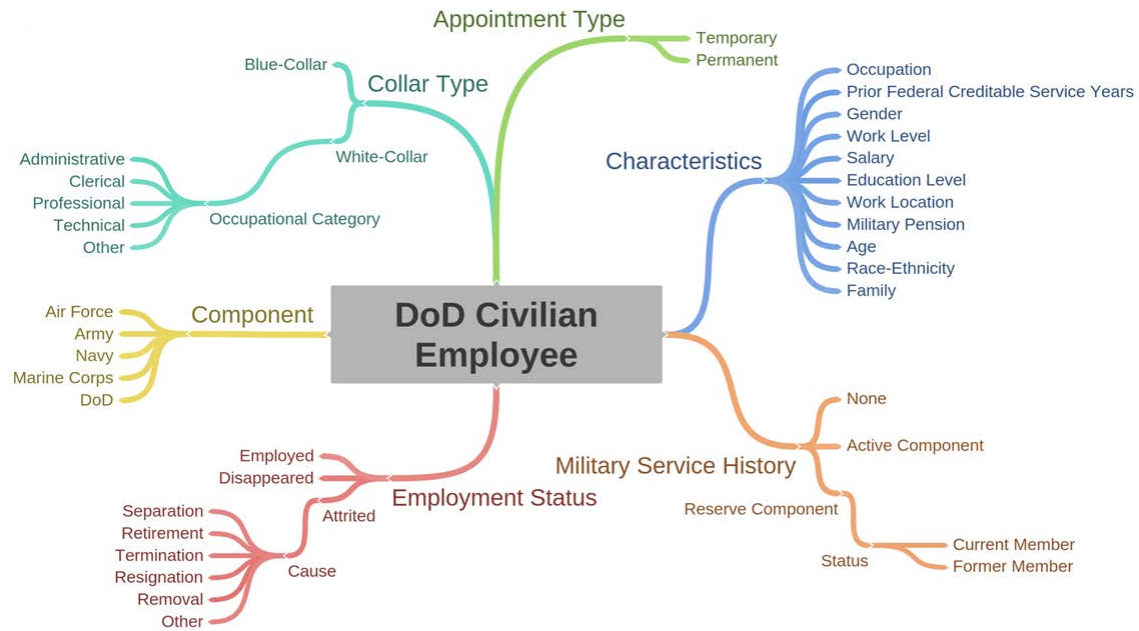 Appointment Type
Temporary
Permanent
Collar Type
Blue-Collar
White-Collar
Occupational Category
Administrative
Clerical
Professional
Technical
Other
Characteristics
Occupation
Prior Federal Creditable Service Years
Gender
Work Level
Salary
Education Level
Work Location
Military Pension
Age
Race-Ethnicity
Family
DoD Civilian
Employee
Component
Air Force
Army
Navy
Marine Corps
DoD
Employment Status
Employed
Disappeared
Attrited
Cause
Separation
Retirement
Termination
Resignation
Removal
Other
Military Service History
None
Active Component
Reserve Component
Status
Current Member
Former Member